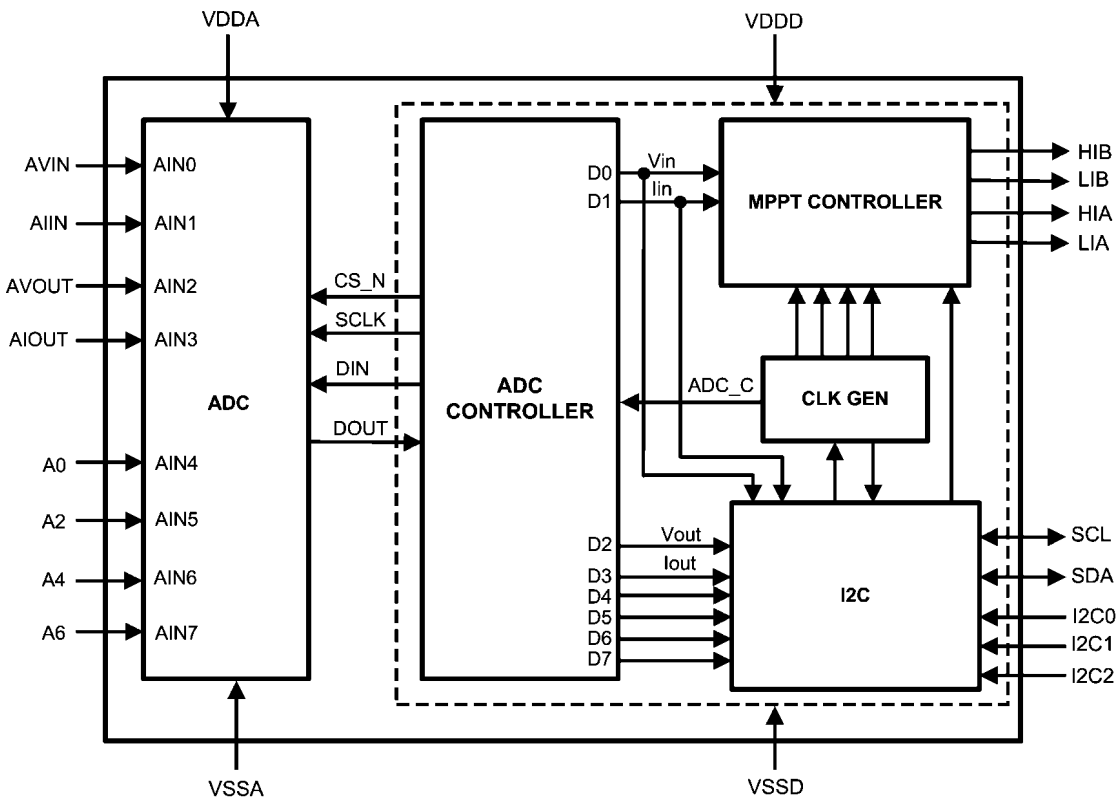 VDDA
VDDD
AVIN
AIN0
AIIN
AIN1
AVOUT
AIN2
AIOUT
AIN3
ADC
A0
AIN4
A2
AIN5
A4
AIN6
A6
AIN7
CS_N
SCLK
DIN
DOUT
ADC
CONTROLLER
D0
Vin
D1
Iin
MPPT CONTROLLER
HIB
LIB
HIA
LIA
ADC_C
CLK GEN
D2
Vout
D3
Iout
D4
D5
D6
D7
I2C
SCL
SDA
I2C0
I2C1
I2C2
VSSA
VSSD